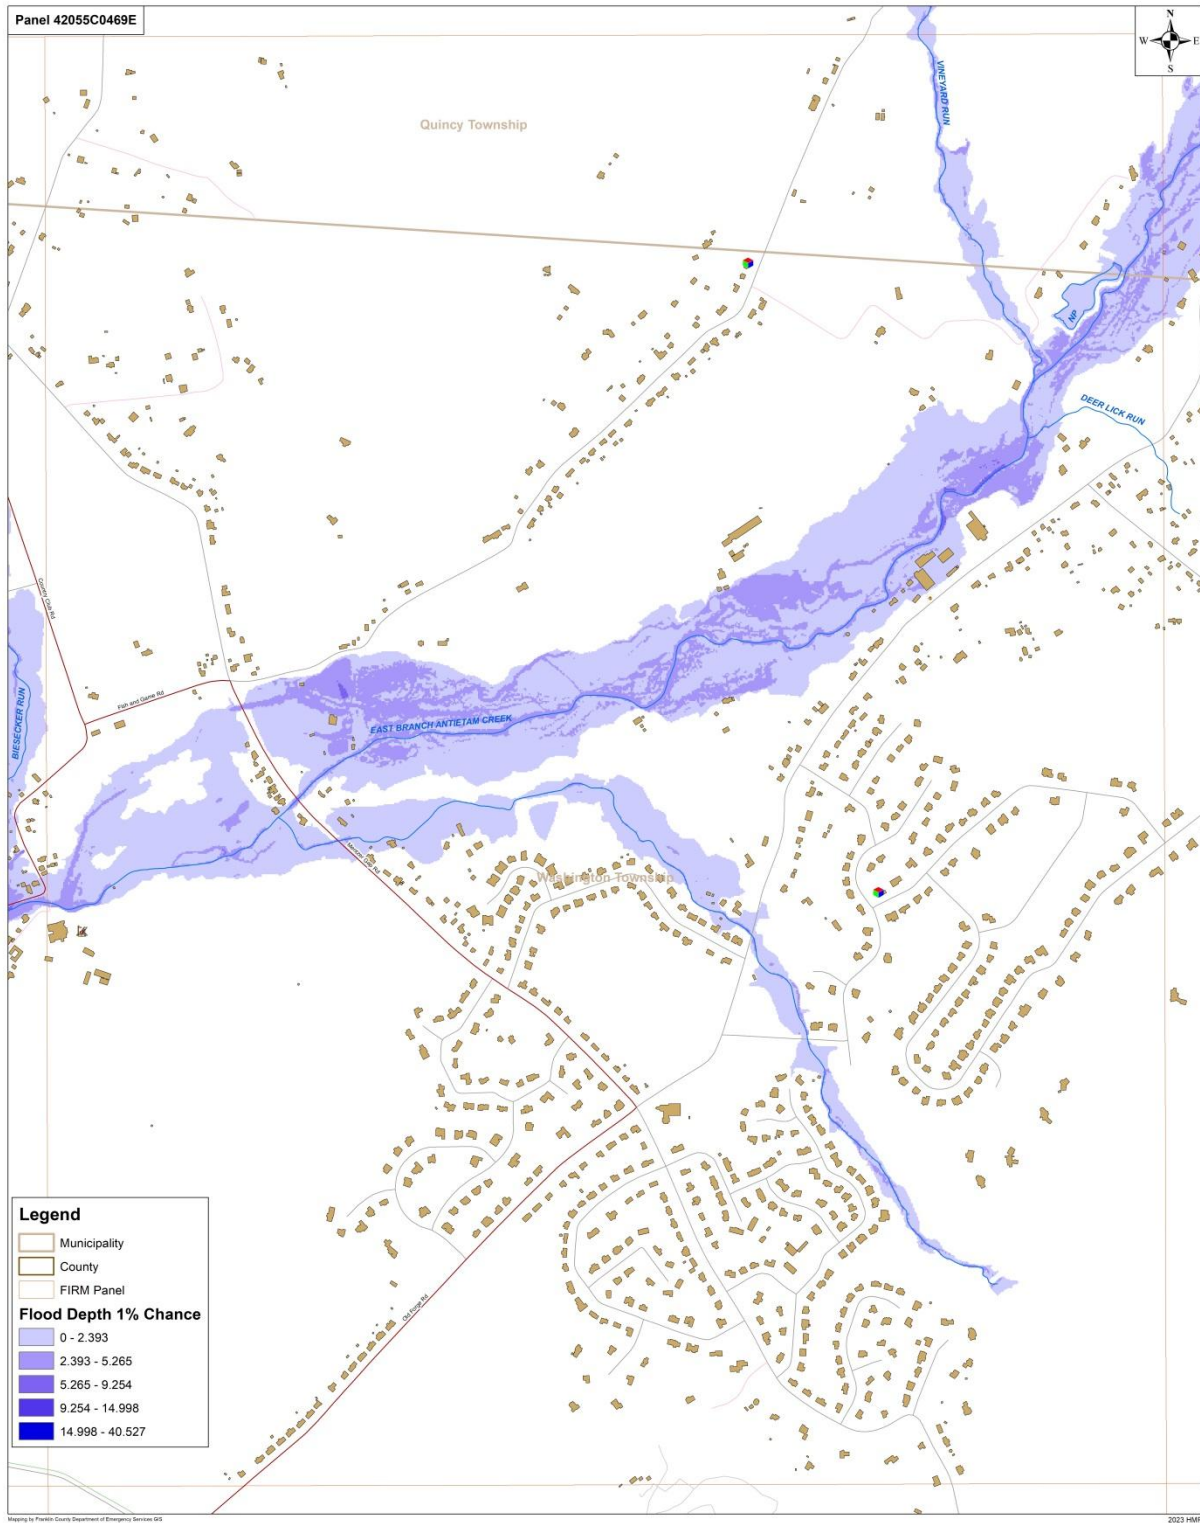 Panel 42055C0469E
N
W E
S
VINEYARD RUN
Quincy Township
NP
DEER LICK RUN
Country Club Rd
Fish and Game Rd
BIESECKER RUN
EAST BRANCH ANTIETAM CREEK
Mentzer Gap Rd
Washington Township
Old Forge Rd
Legend
Municipality
County
FIRM Panel
Flood Depth 1% Chance
0 - 2.393
2.393 - 5.265
5.265 - 9.254
9.254 - 14.998
14.998 - 40.527
Mapping by Franklin County Department of Emergency Services GIS
2023 HMP